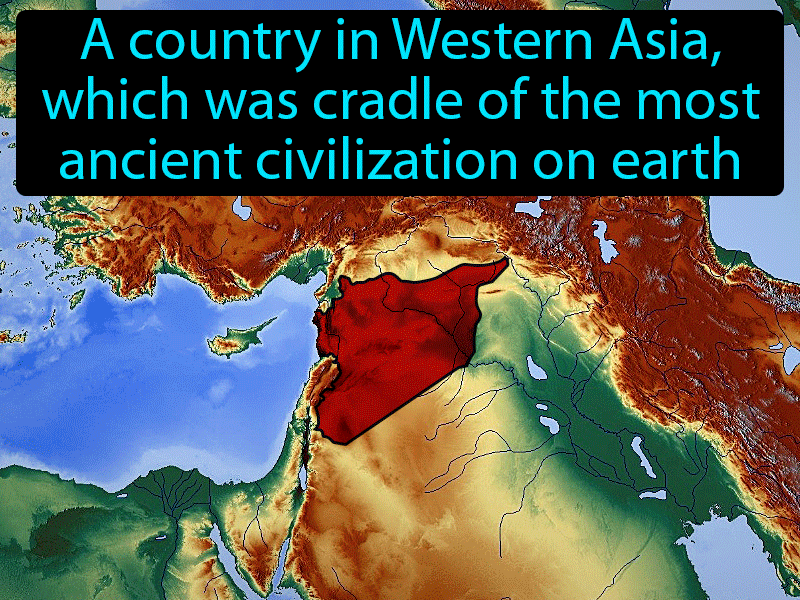 A country in Western Asia,
which was cradle of the most
ancient civilization on earth